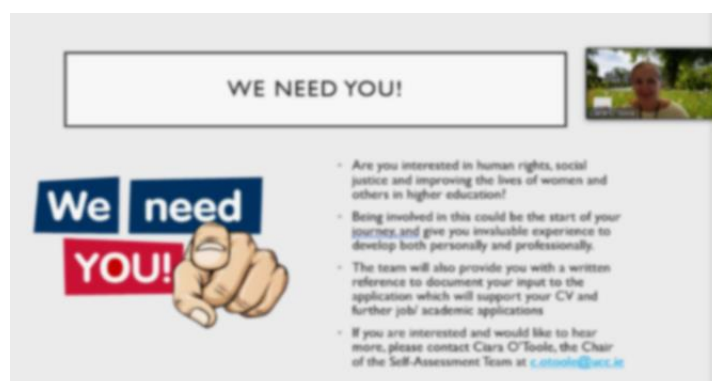 WE NEED YOU!
We need
YOU!
Are you interested in human rights, social
justice and improving the lives of women and
others in higher education?
Being involved in this could be the start of your
journey, and give you invaluable experience to
develop both personally and professionally.
The team will also provide you with a written
reference to document your input to the
application which will support your CV and
further job/ academic applications
If you are interested and would like to hear
more, please contact Ciara O'Toole, the Chair
of the Self-Assessment Team at c.otoole@ucc.ie